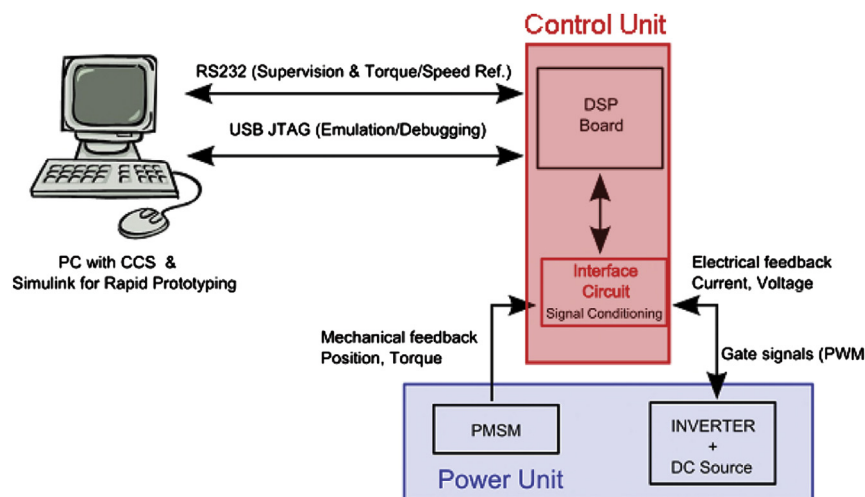 Control Unit
RS232 (Supervision & Torque/Speed Ref.)
DSP
Board
USB JTAG (Emulation/Debugging)
PC with CCS &
Simulink for Rapid Prototyping
Interface
Circuit
Signal Conditioning
Electrical feedback
Current, Voltage
Mechanical feedback
Position, Torque
Gate signals (PWM
PMSM
INVERTER
+
DC Source
Power Unit